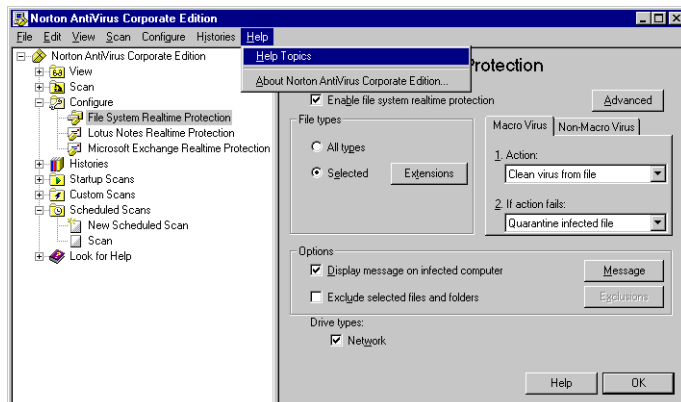 Norton AntiVirus Corporate Edition
File Edit View Scan Configure Histories Help
Help Topics
About Norton AntiVirus Corporate Edition...
Norton AntiVirus Corporate Edition
View
Scan
Configure
File System Realtime Protection
Lotus Notes Realtime Protection
Microsoft Exchange Realtime Protection
Histories
Startup Scans
Custom Scans
Scheduled Scans
New Scheduled Scan
Scan
Look for Help
Protection
Enable file system realtime protection
Advanced
File types
All types
Selected
Extensions
Macro Virus Non-Macro Virus
1. Action:
Clean virus from file
2. If action fails:
Quarantine infected file
Options
Display message on infected computer
Message
Exclude selected files and folders
Exclusions
Drive types:
Network
Help OK